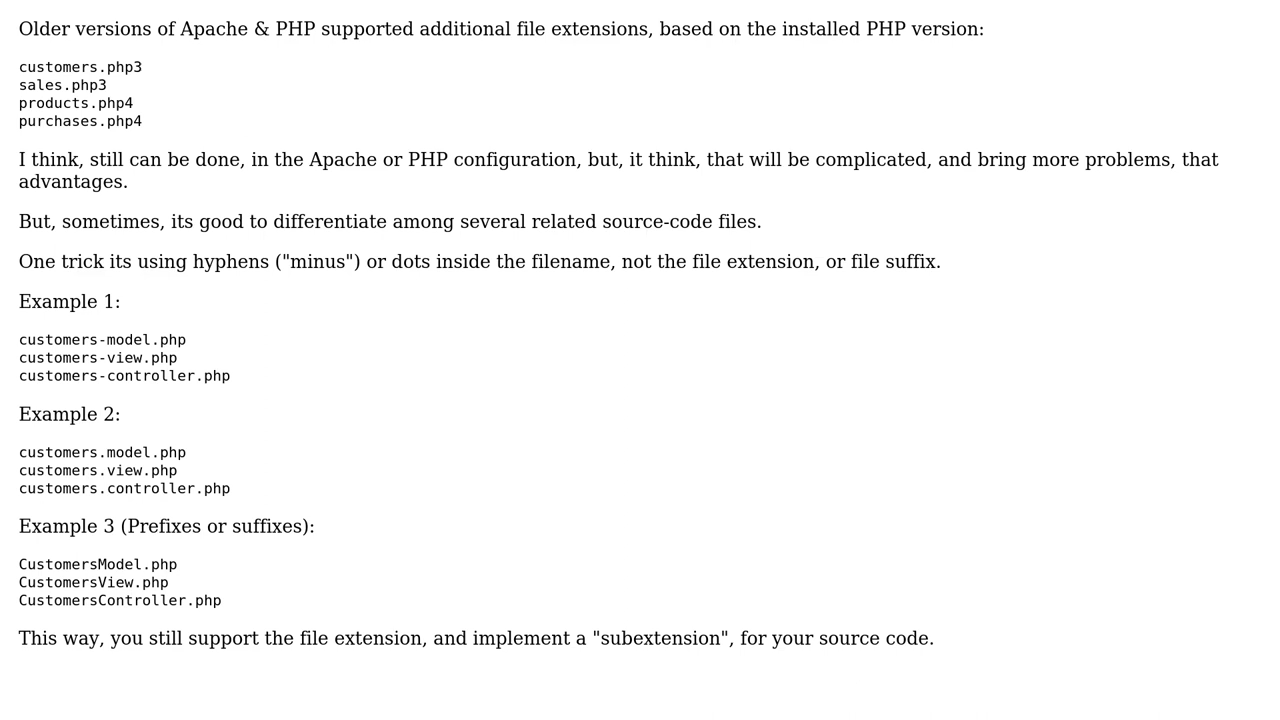 Older versions of Apache & PHP supported additional file extensions, based on the installed PHP version:
customers.php3
sales.php3
products.php4
purchases.php4
I think, still can be done, in the Apache or PHP configuration, but, it think, that will be complicated, and bring more problems, that
advantages.
But, sometimes, its good to differentiate among several related source-code files.
One trick its using hyphens ("minus") or dots inside the filename, not the file extension, or file suffix.
Example 1:
customers-model.php
customers-view.php
customers-controller.php
Example 2:
customers.model.php
customers.view.php
customers.controller.php
Example 3 (Prefixes or suffixes):
CustomersModel.php
CustomersView.php
CustomersController.php
This way, you still support the file extension, and implement a "subextension", for your source code.